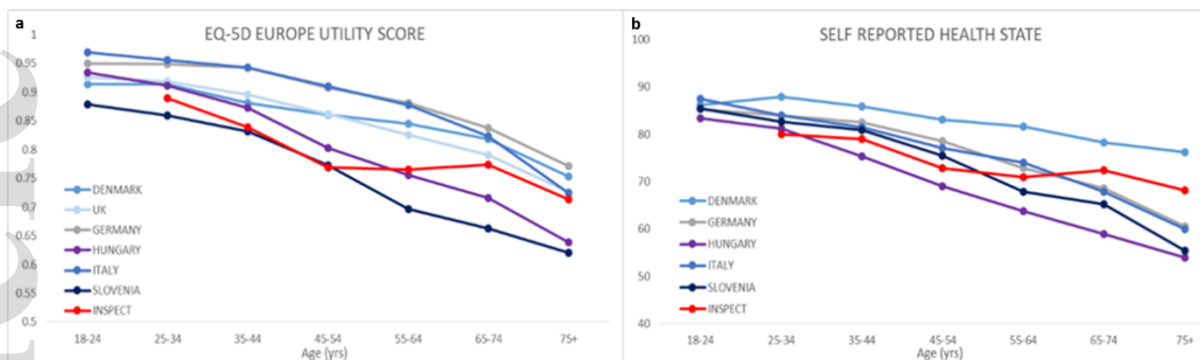 a
EQ-5D EUROPE UTILITY SCORE
1
0.95
0.9
0.85
0.8
0.75
0.7
0.65
0.6
0.55
0.5
DENMARK
UK
GERMANY
HUNGARY
ITALY
SLOVENIA
INSPECT
18-24 25-34 35-44 45-54 55-64 65-74 75+
Age (yrs)
b
SELF REPORTED HEALTH STATE
100
90
80
70
60
50
40
DENMARK
GERMANY
HUNGARY
ITALY
SLOVENIA
INSPECT
18-24 25-34 35-44 45-54 55-64 65-74 75+
Age (yrs)